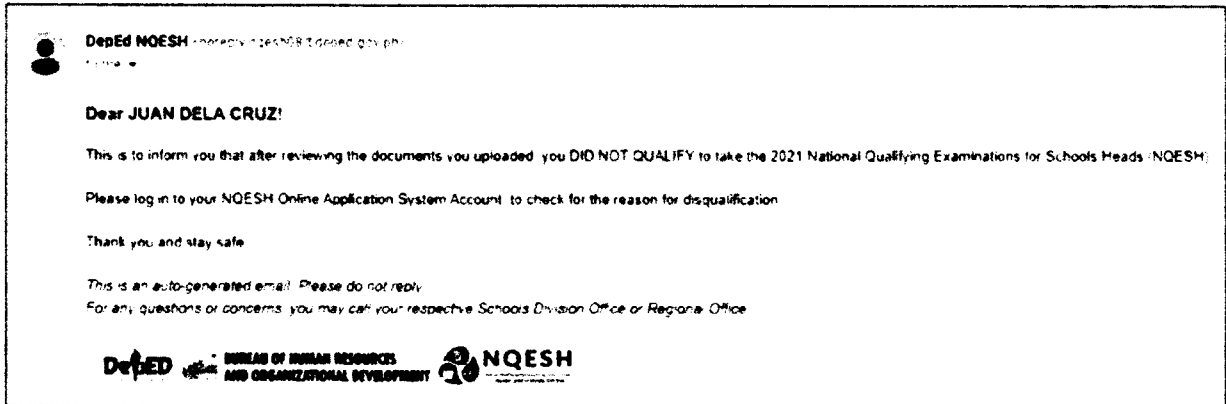 DepEd NQESH
Dear JUAN DELA CRUZ!
This is to inform you that after reviewing the documents you uploaded you DID NOT QUALIFY to take the 2021 National Qualifying Examinations for Schools Heads (NQESH)
Please log in to your NQESH Online Application System Account to check for the reason for disqualification
Thank you and stay safe
This is an auto-generated email. Please do not reply
For any questions or concerns you may call your respective Schools Division Office or Regional Office
DepED BUREAU OF HUMAN RESOURCES NQESH
AND ORGANIZATIONAL DEVELOPMENT